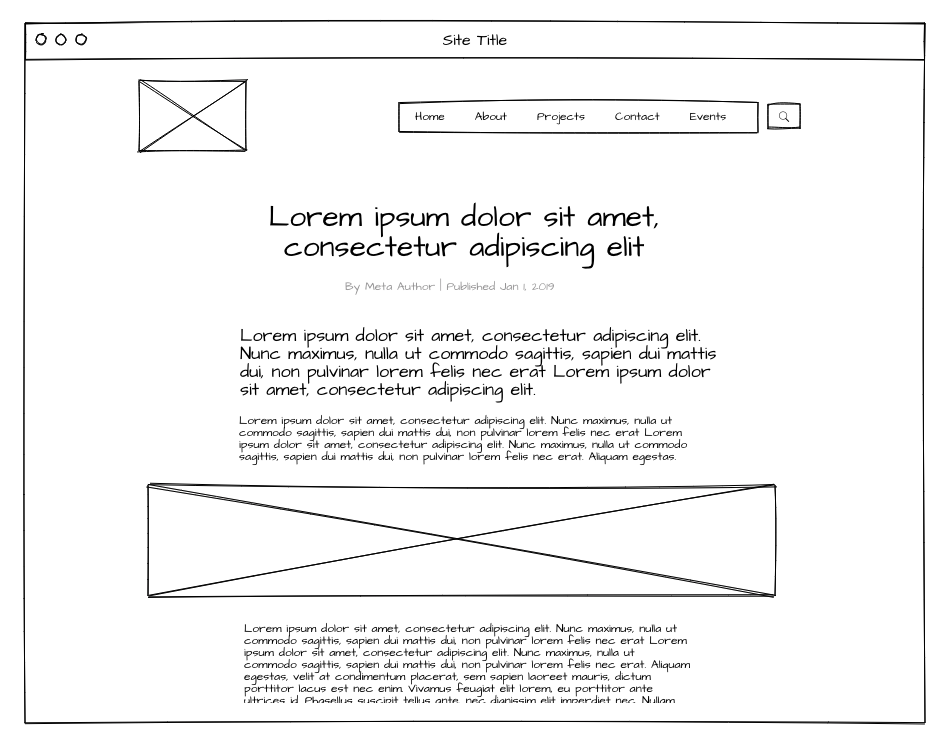 Site Title
Home About Projects Contact Events
Lorem ipsum dolor sit amet,
consectetur adipiscing elit
By Meta Author | Published Jan 1, 2019
Lorem ipsum dolor sit amet, consectetur adipiscing elit.
Nunc maximus, nulla ut commodo sagittis, sapien dui mattis
dui, non pulvinar lorem felis nec erat Lorem ipsum dolor
sit amet, consectetur adipiscing elit.
Lorem ipsum dolor sit amet, consectetur adipiscing elit. Nunc maximus, nulla ut
commodo sagittis, sapien dui mattis dui, non pulvinar lorem felis nec erat Lorem
ipsum dolor sit amet, consectetur adipiscing elit. Nunc maximus, nulla ut commodo
sagittis, sapien dui mattis dui, non pulvinar lorem felis nec erat. Aliquam egestas.
Lorem ipsum dolor sit amet, consectetur adipiscing elit. Nunc maximus, nulla ut
commodo sagittis, sapien dui mattis dui, non pulvinar lorem felis nec erat Lorem
ipsum dolor sit amet, consectetur adipiscing elit. Nunc maximus, nulla ut
commodo sagittis, sapien dui mattis dui, non pulvinar lorem felis nec erat. Aliquam
egestas, velit at condimentum placerat, sem sapien laoreet mauris, dictum
porttitor lacus est nec enim. Vivamus feugiat elit lorem, eu porttitor ante
ultrices id. Phasellus suscipit tellus ante, nec dignissim elit imperdiet nec. Nullam